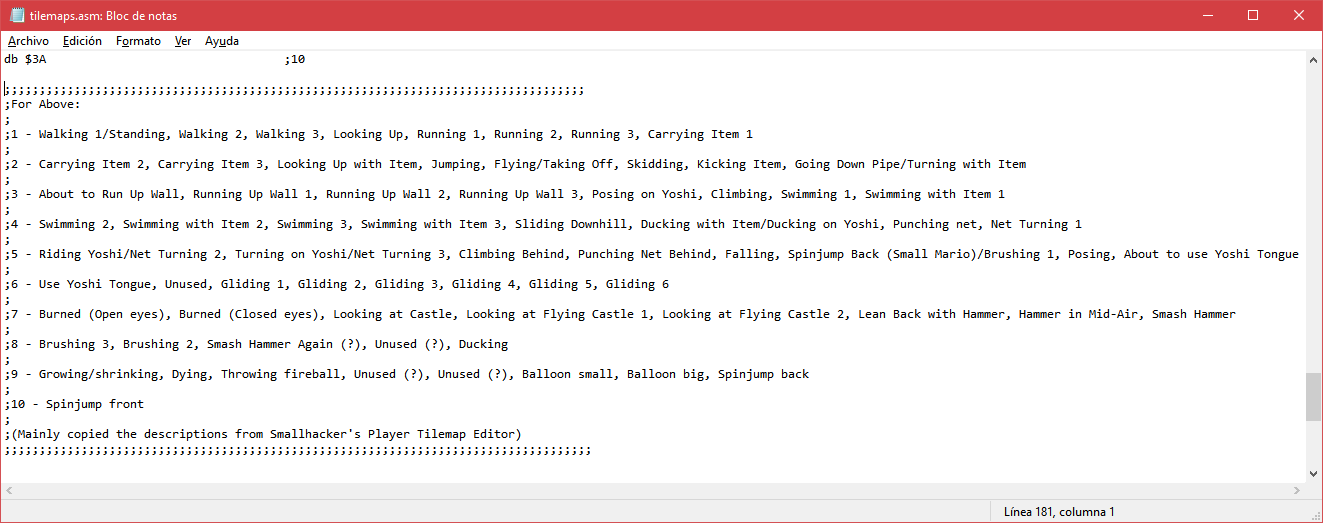 tilemaps.asm: Bloc de notas
Archivo Edición Formato Ver Ayuda
db $3A ;10
;;;;;;;;;;;;;;;;;;;;;;;;;;;;;;;;;;;;;;;;;;;;;;;;;;;;;;;;;;;;;;;;;;;;;;;;;;;;;;;;;;;
;For Above:
;
;1 - Walking 1/Standing, Walking 2, Walking 3, Looking Up, Running 1, Running 2, Running 3, Carrying Item 1
;
;2 - Carrying Item 2, Carrying Item 3, Looking Up with Item, Jumping, Flying/Taking Off, Skidding, Kicking Item, Going Down Pipe/Turning with Item
;
;3 - About to Run Up Wall, Running Up Wall 1, Running Up Wall 2, Running Up Wall 3, Posing on Yoshi, Climbing, Swimming 1, Swimming with Item 1
;
;4 - Swimming 2, Swimming with Item 2, Swimming 3, Swimming with Item 3, Sliding Downhill, Ducking with Item/Ducking on Yoshi, Punching net, Net Turning 1
;
;5 - Riding Yoshi/Net Turning 2, Turning on Yoshi/Net Turning 3, Climbing Behind, Punching Net Behind, Falling, Spinjump Back (Small Mario)/Brushing 1, Posing, About to use Yoshi Tongue
;
;6 - Use Yoshi Tongue, Unused, Gliding 1, Gliding 2, Gliding 3, Gliding 4, Gliding 5, Gliding 6
;
;7 - Burned (Open eyes), Burned (Closed eyes), Looking at Castle, Looking at Flying Castle 1, Looking at Flying Castle 2, Lean Back with Hammer, Hammer in Mid-Air, Smash Hammer
;
;8 - Brushing 3, Brushing 2, Smash Hammer Again (?), Unused (?), Ducking
;
;9 - Growing/shrinking, Dying, Throwing fireball, Unused (?), Unused (?), Balloon small, Balloon big, Spinjump back
;
;10 - Spinjump front
;
;(Mainly copied the descriptions from Smallhacker's Player Tilemap Editor)
;;;;;;;;;;;;;;;;;;;;;;;;;;;;;;;;;;;;;;;;;;;;;;;;;;;;;;;;;;;;;;;;;;;;;;;;;;;;;;;;;;;;
Línea 181, columna 1